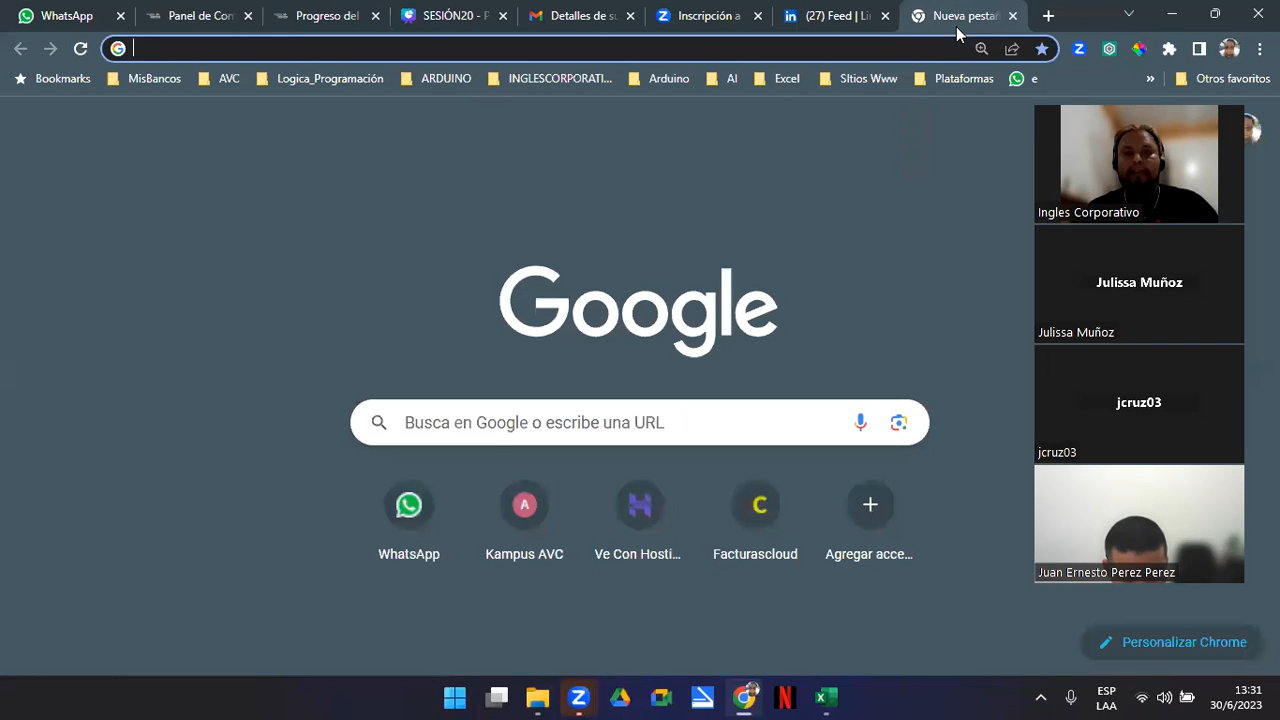 WhatsApp
Panel de Con
Progreso del
SESIÓN20 - P
Detalles de su
Inscripción a
(27) Feed | Li
Nueva pestañ
Bookmarks
MisBancos
AVC
Logica_Programación
ARDUINO
INGLESCORPORATI...
Arduino
AI
Excel
SItios Www
Plataformas
e
»
Otros favoritos
Ingles Corporativo
Julissa Muñoz
Julissa Muñoz
jcruz03
jcruz03
Juan Ernesto Perez Perez
Google
Busca en Google o escribe una URL
A
C
WhatsApp
Kampus AVC
Ve Con Hosti...
Facturascloud
Agregar acce...
Personalizar Chrome
ESP
LAA
13:31
30/6/2023